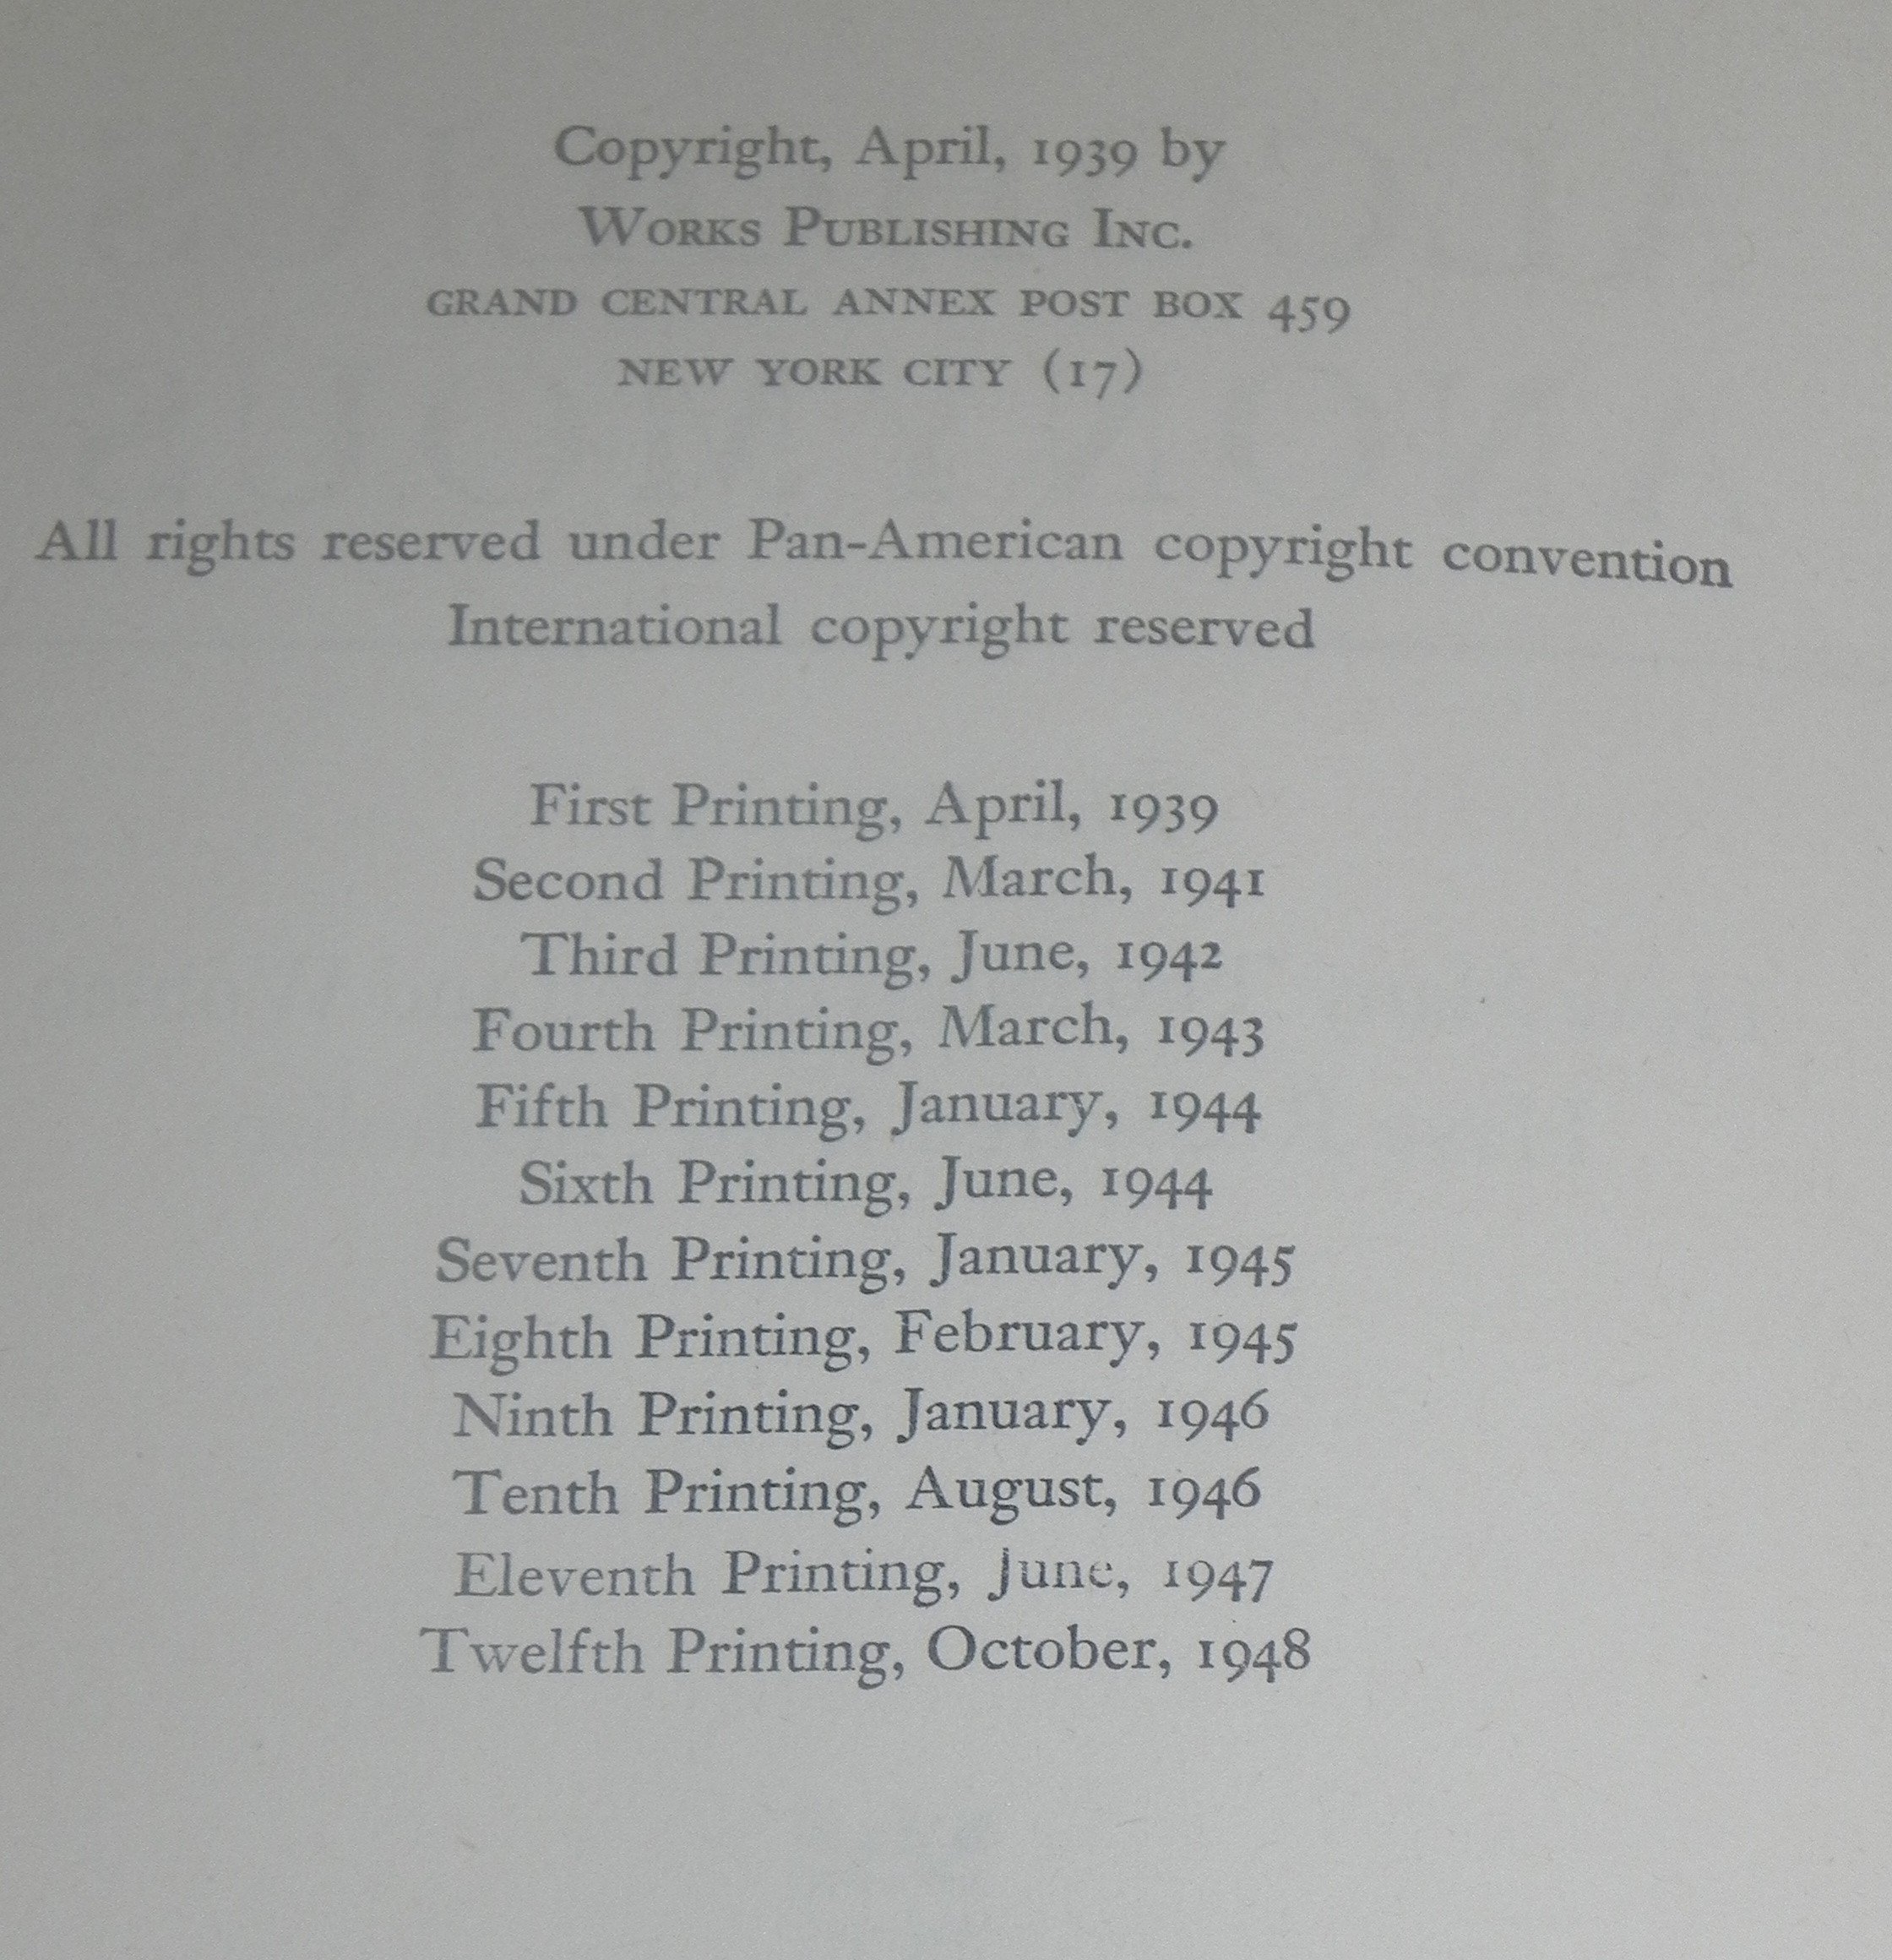 Copyright, April, 1939 by
WORKS PUBLISHING INC.
GRAND CENTRAL ANNEX POST BOX 459
NEW YORK CITY (17)
All rights reserved under Pan-American copyright convention
International copyright reserved
First Printing, April, 1939
Second Printing, March, 1941
Third Printing, June, 1942
Fourth Printing, March, 1943
Fifth Printing, January, 1944
Sixth Printing, June, 1944
Seventh Printing, January, 1945
Eighth Printing, February, 1945
Ninth Printing, January, 1946
Tenth Printing, August, 1946
Eleventh Printing, June, 1947
Twelfth Printing, October, 1948